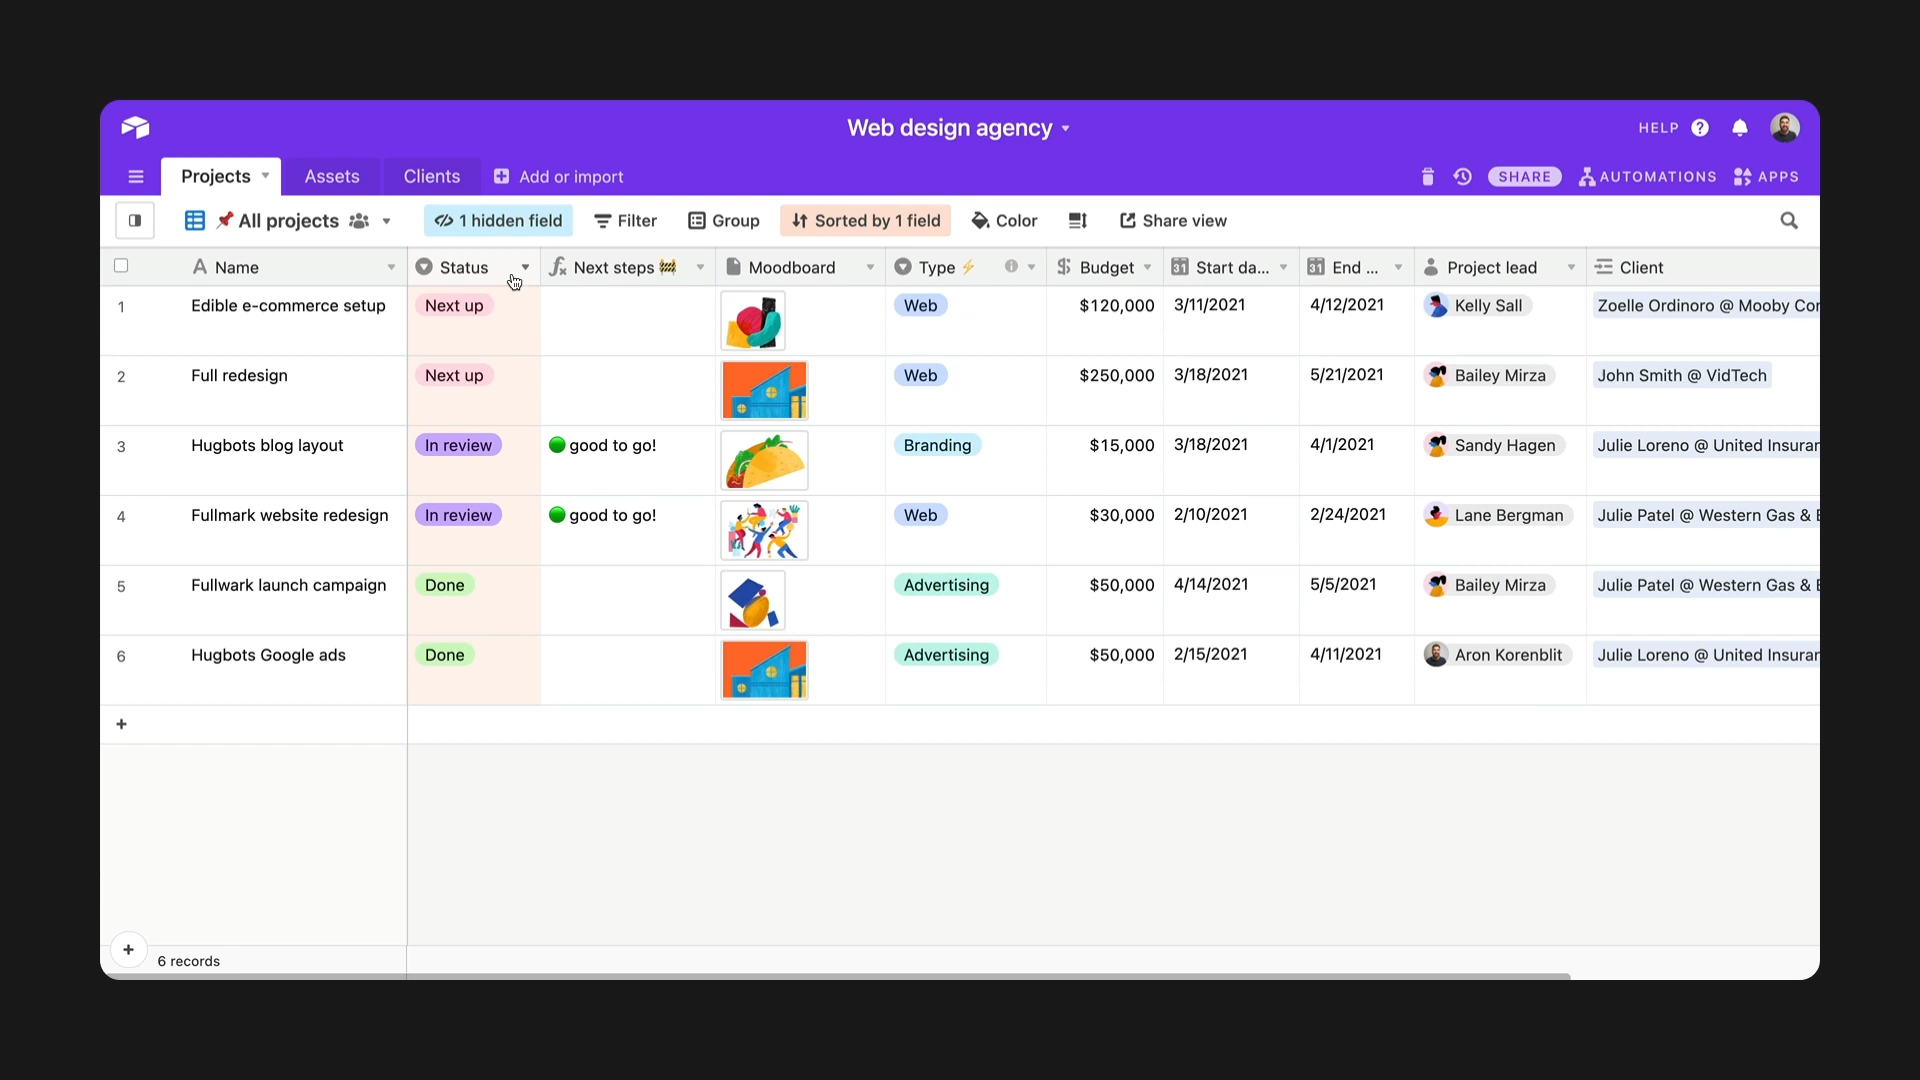 Web design agency
HELP
Projects Assets Clients Add or import
SHARE AUTOMATIONS APPS
All projects 1 hidden field Filter Group Sorted by 1 field Color Share view
Name Status Next steps Moodboard Type Budget Start da... End ... Project lead Client
1 Edible e-commerce setup Next up Web $120,000 3/11/2021 4/12/2021 Kelly Sall Zoelle Ordinoro @ Mooby Cor
2 Full redesign Next up Web $250,000 3/18/2021 5/21/2021 Bailey Mirza John Smith @ VidTech
3 Hugbots blog layout In review good to go! Branding $15,000 3/18/2021 4/1/2021 Sandy Hagen Julie Loreno @ United Insurar
4 Fullmark website redesign In review good to go! Web $30,000 2/10/2021 2/24/2021 Lane Bergman Julie Patel @ Western Gas & E
5 Fullwark launch campaign Done Advertising $50,000 4/14/2021 5/5/2021 Bailey Mirza Julie Patel @ Western Gas & E
6 Hugbots Google ads Done Advertising $50,000 2/15/2021 4/11/2021 Aron Korenblit Julie Loreno @ United Insurar
6 records